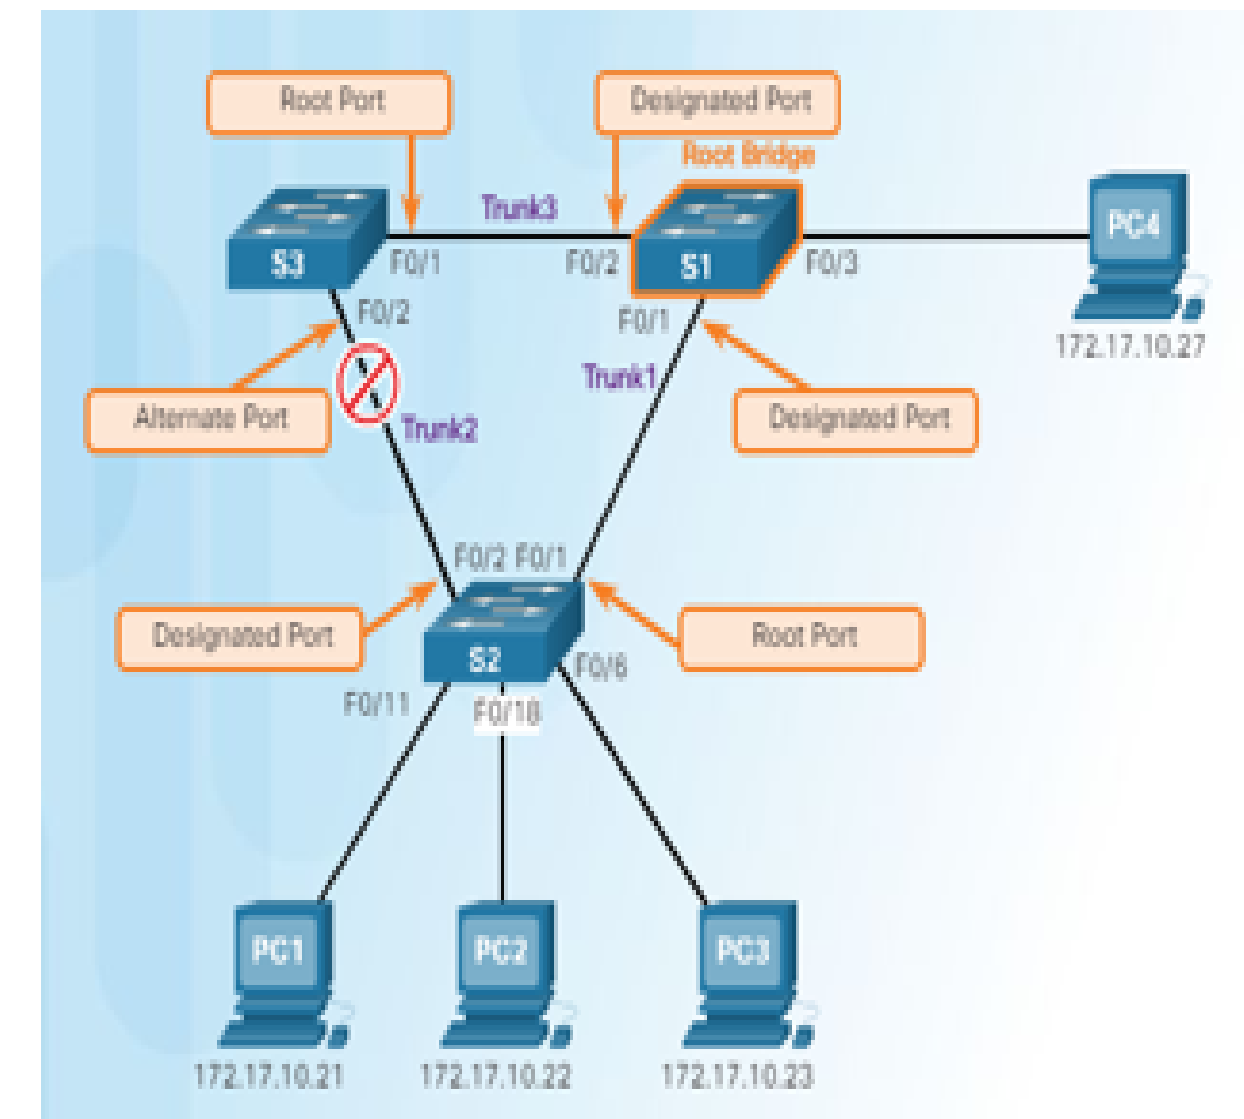 Root Port
Designated Port
Root Bridge
Trunk3
PC4
S3
F0/1
F0/2
S1
F0/3
F0/2
F0/1
172.17.10.27
Trunk1
Alternate Port
Trunk2
Designated Port
F0/2 F0/1
Designated Port
Root Port
S2
F0/6
F0/11
F0/18
PC1
PC2
PC3
172.17.10.21
172.17.10.22
172.17.10.23